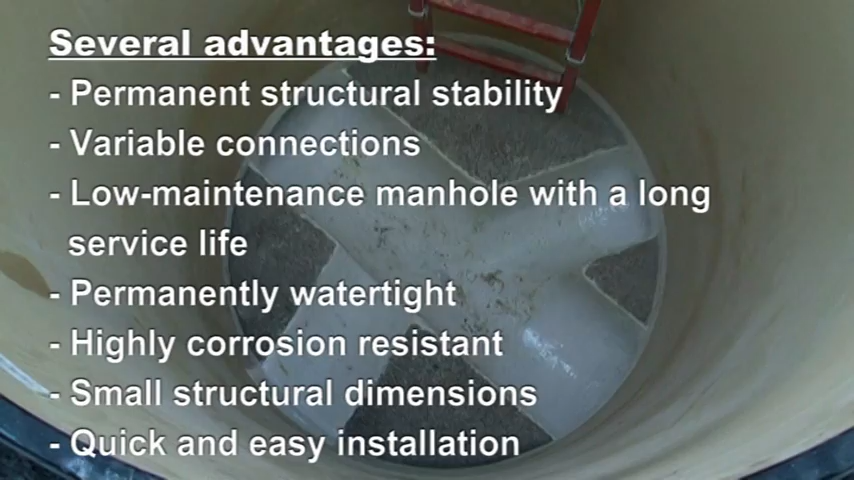 Several advantages:
- Permanent structural stability
- Variable connections
- Low-maintenance manhole with a long
service life
- Permanently watertight
- Highly corrosion resistant
- Small structural dimensions
- Quick and easy installation